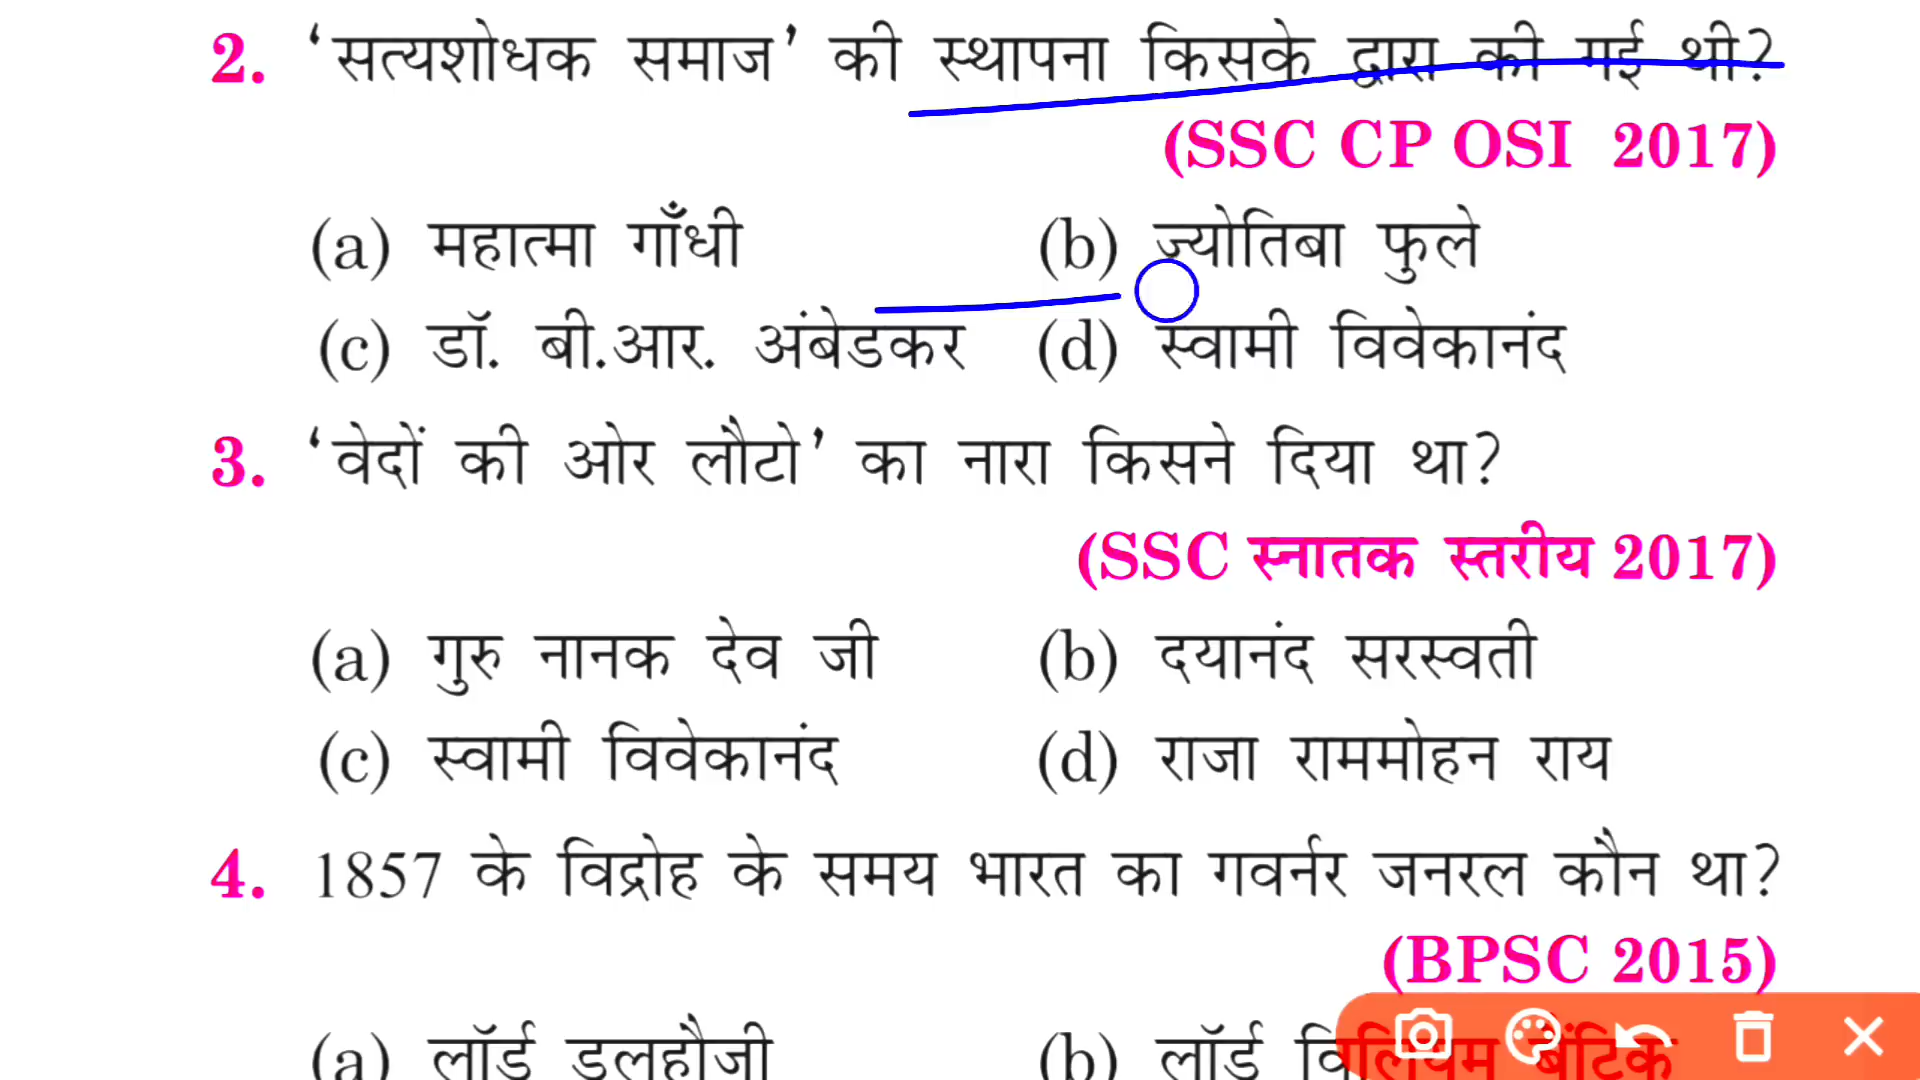 2. ‘सत्यशोधक समाज’ की स्थापना किसके द्वारा की गई थी?
(SSC CP OSI 2017)
(a) महात्मा गाँधी (b) ज्योतिबा फुले
(c) डॉ. बी.आर. अंबेडकर (d) स्वामी विवेकानंद
3. ‘वेदों की ओर लौटो’ का नारा किसने दिया था?
(SSC स्नातक स्तरीय 2017)
(a) गुरु नानक देव जी (b) दयानंद सरस्वती
(c) स्वामी विवेकानंद (d) राजा राममोहन राय
4. 1857 के विद्रोह के समय भारत का गवर्नर जनरल कौन था?
(BPSC 2015)
(a) लॉर्ड डलहौजी (b) लॉर्ड विलियम बैंटिक